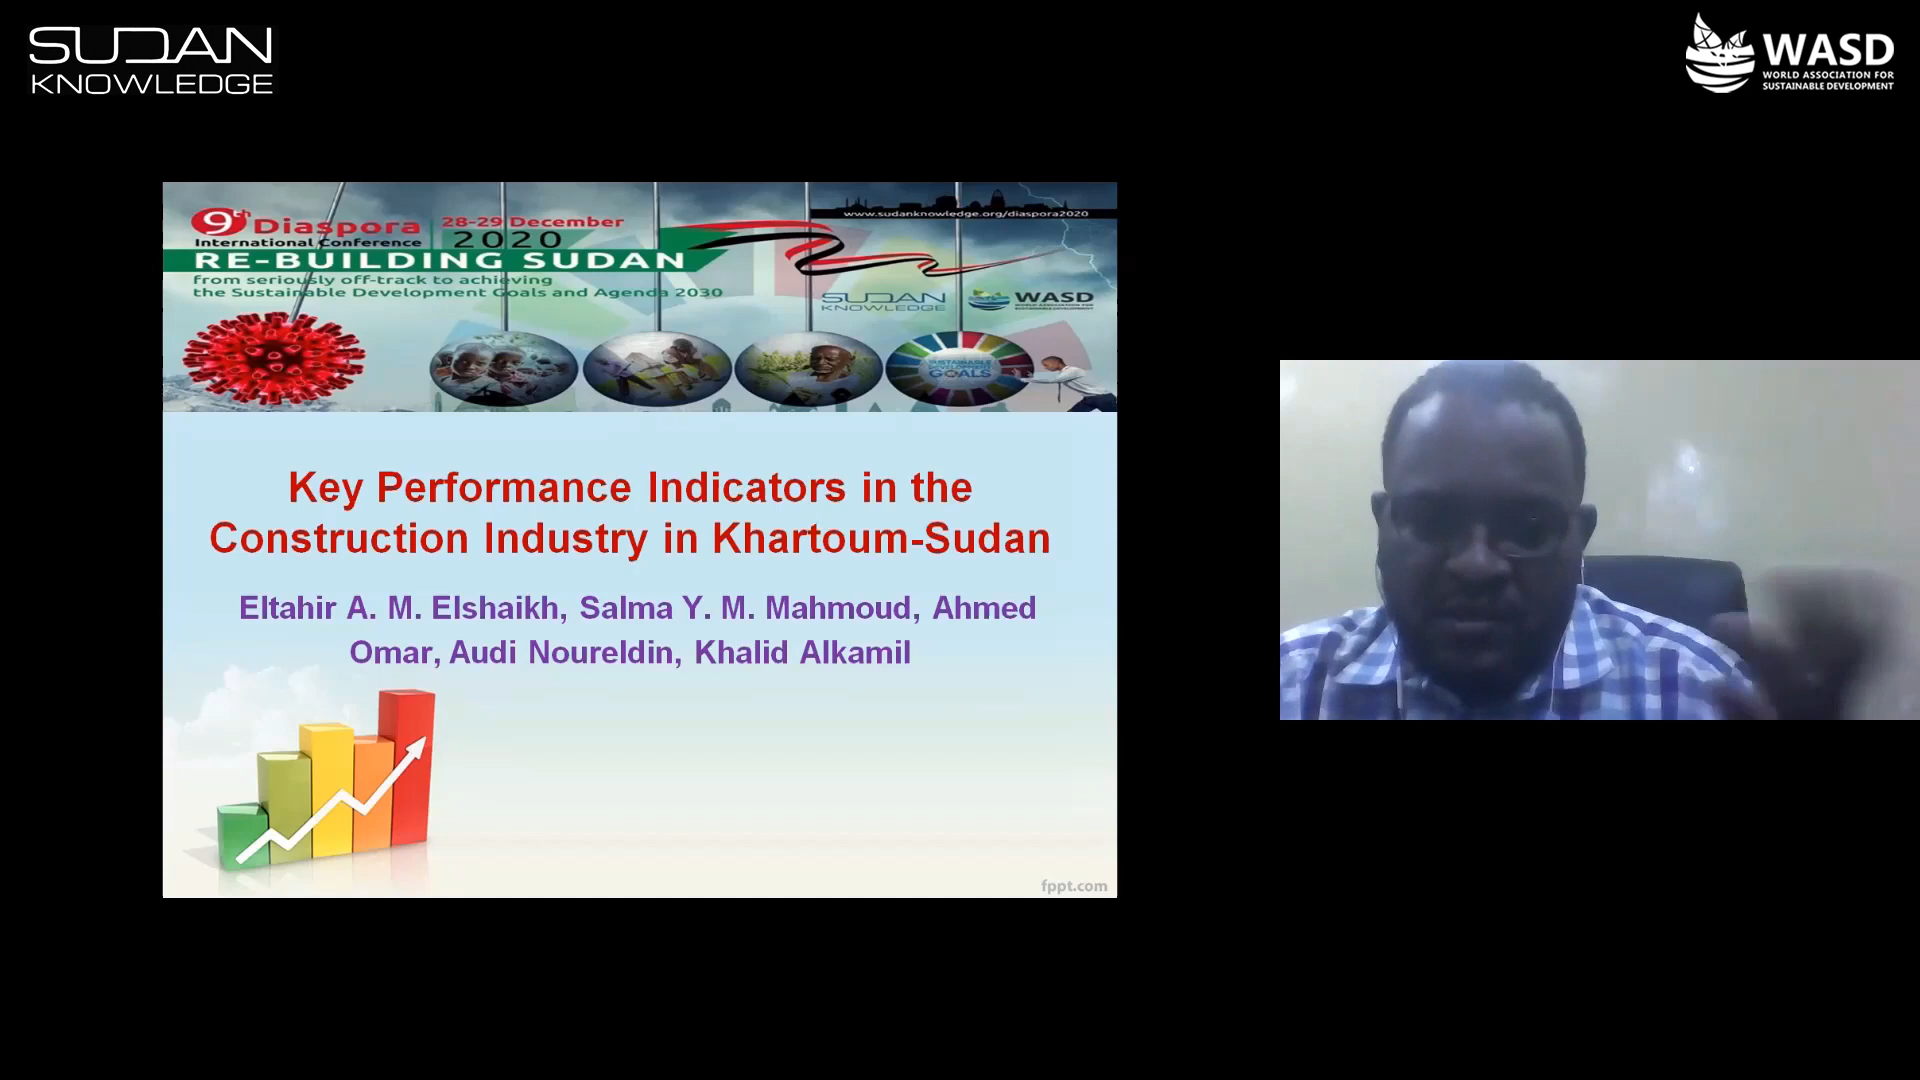 SUDAN
KNOWLEDGE
WASD
WORLD ASSOCIATION FOR
SUSTAINABLE DEVELOPMENT
www.sudanknowledge.org/diaspora2020
9th Diaspora
International Conference
28-29 December
2020
RE-BUILDING SUDAN
from seriously off-track to achieving
the Sustainable Development Goals and Agenda 2030
SUDAN
KNOWLEDGE
WASD
SUSTAINABLE
DEVELOPMENT
GOALS
Key Performance Indicators in the
Construction Industry in Khartoum-Sudan
Eltahir A. M. Elshaikh, Salma Y. M. Mahmoud, Ahmed
Omar, Audi Noureldin, Khalid Alkamil
fppt.com